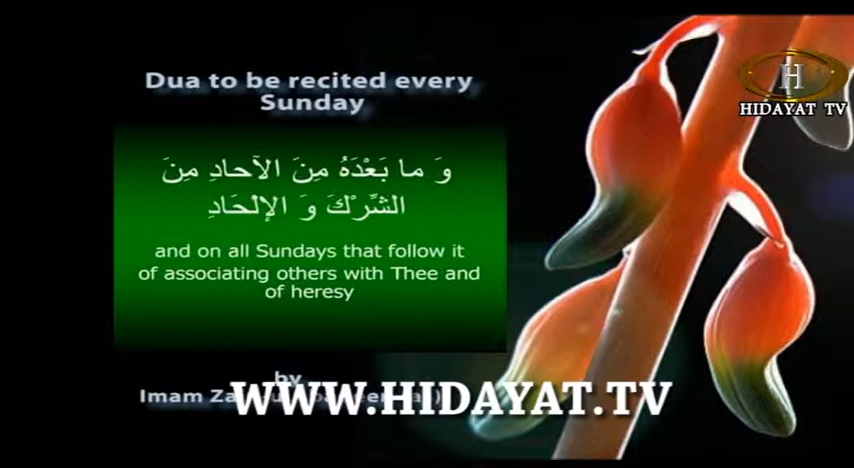 Dua to be recited every
Sunday
وَ ما بَعْدَهُ مِنَ الآحادِ مِنَ
الشِّرْكَ وَ الإلحَادِ
and on all Sundays that follow it
of associating others with Thee and
of heresy
by
Imam
WWW.HIDAYAT.TV
H
HIDAYAT TV